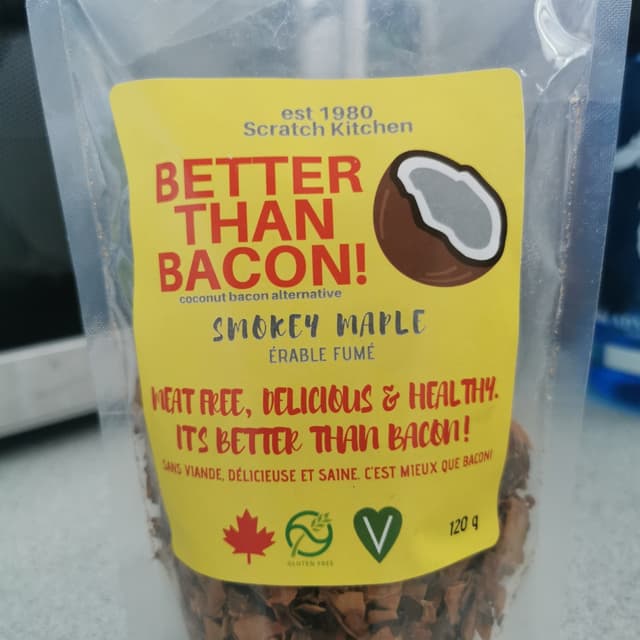 est 1980
Scratch Kitchen
BETTER
THAN
BACON!
coconut bacon alternative
SMOKEY MAPLE
ÉRABLE FUMÉ
MEAT FREE, DELICIOUS & HEALTHY.
ITS BETTER THAN BACON!
SANS VIANDE, DÉLICIEUSE ET SAINE. C'EST MIEUX QUE BACON!
GLUTEN FREE
V
120 g